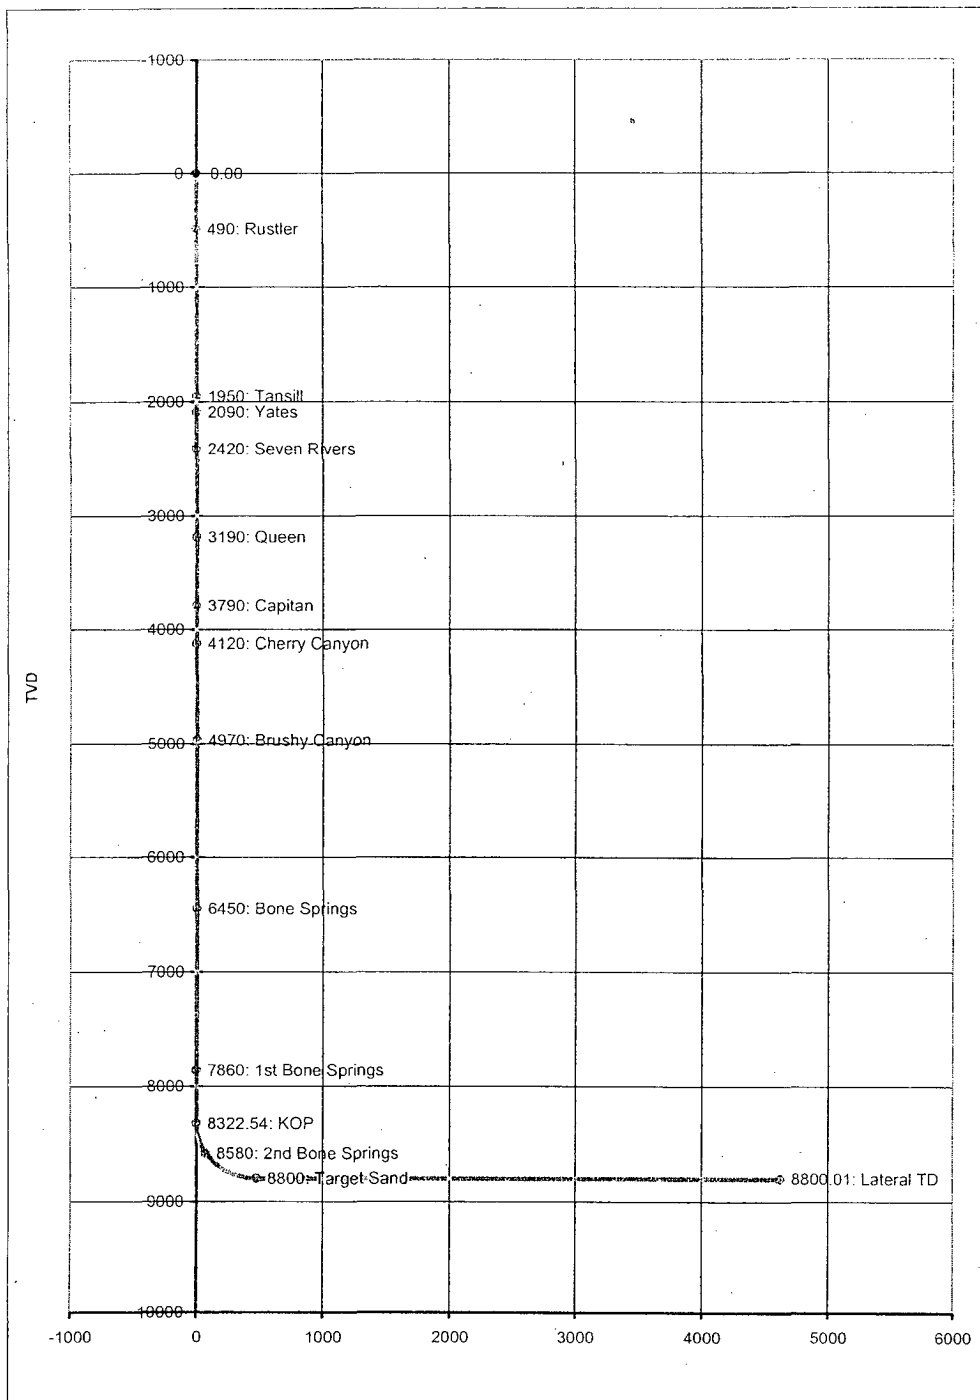 -1000
0 0.00
490: Rustler
1000
1950: Tansill
2000
2090: Yates
2420: Seven Rivers
3000
3190: Queen
3790: Capitan
4000
4120: Cherry Canyon
TVD
4970: Brushy Canyon
5000
6000
6450: Bone Springs
7000
7860: 1st Bone Springs
8000
8322.54: KOP
8580: 2nd Bone Springs
8800: Target Sand
8800.01: Lateral TD
9000
10000
-1000 0 1000 2000 3000 4000 5000 6000